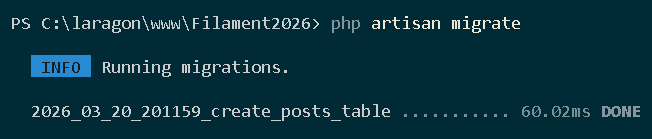 PS C:\laragon\www\Filament2026> php artisan migrate
INFO Running migrations.
2026_03_20_201159_create_posts_table ........... 60.02ms DONE